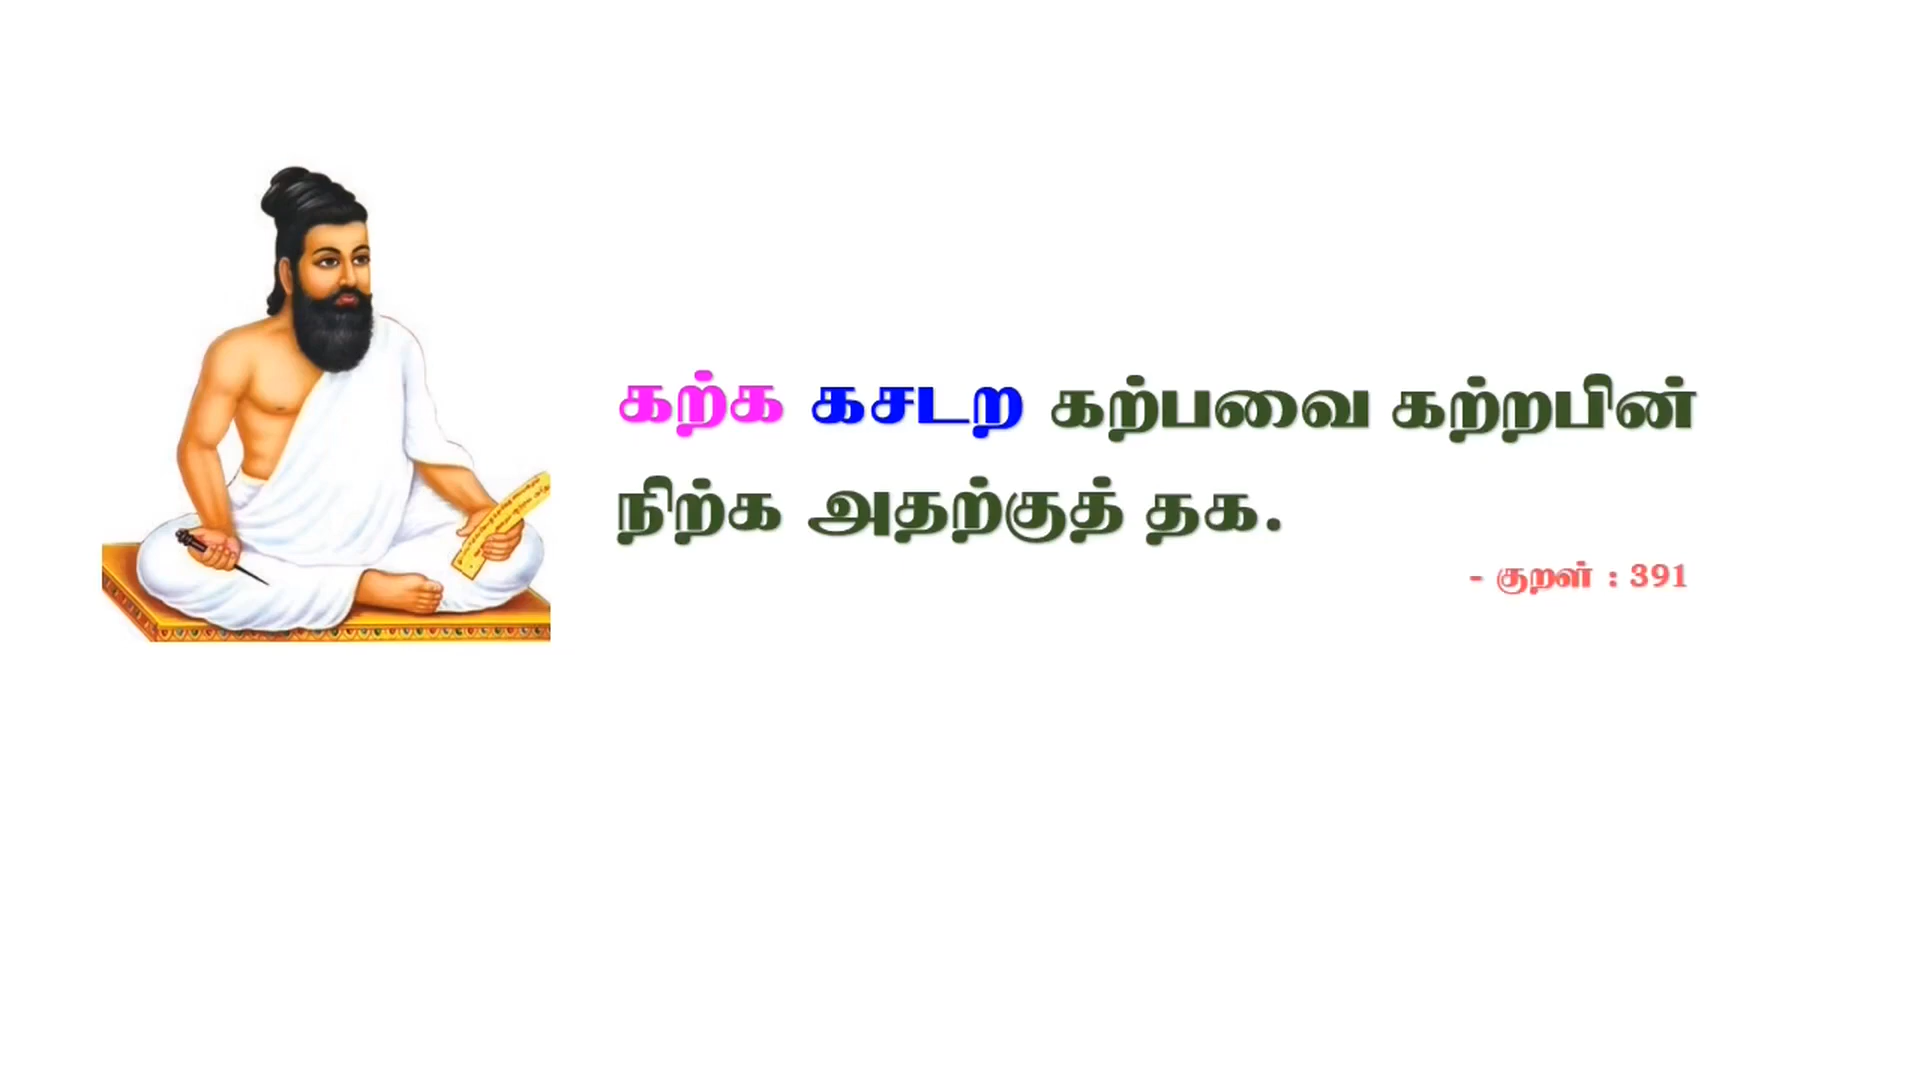 கற்க கசடற கற்பவை கற்றபின்
நிற்க அதற்குத் தக.
- குறள் : 391